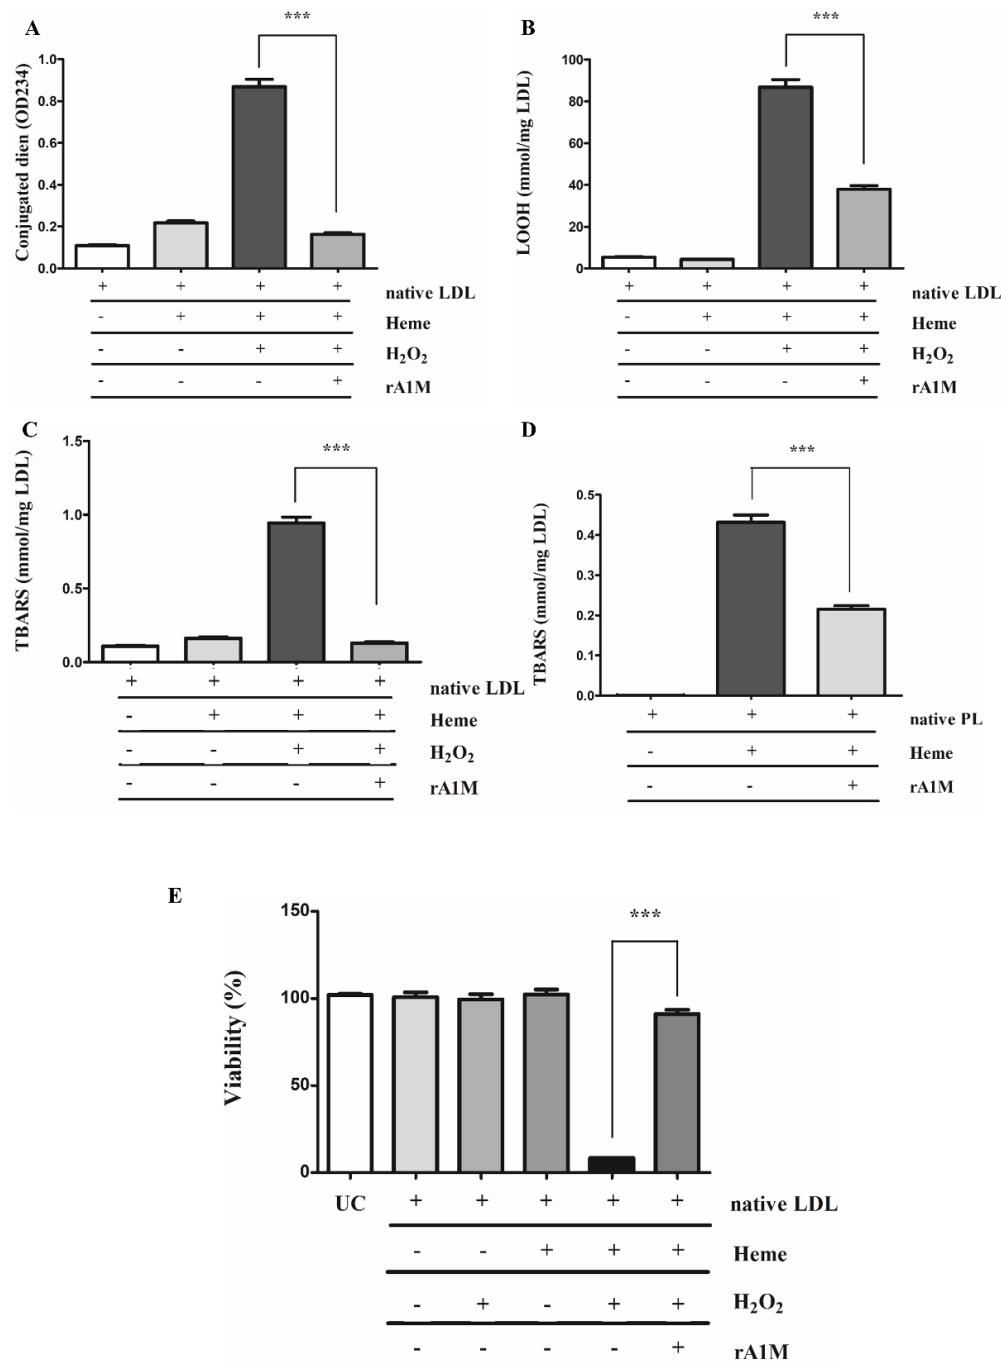 A
***
Conjugated dien (OD234)
1.0
0.8
0.6
0.4
0.2
0.0
+ + + + native LDL
- + + + Heme
- - + + H₂O₂
- - - + rA1M
B
***
LOOH (mmol/mg LDL)
100
80
60
40
20
0
+ + + + native LDL
- + + + Heme
- - + + H₂O₂
- - - + rA1M
C
***
TBARS (mmol/mg LDL)
1.5
1.0
0.5
0.0
+ + + + native LDL
- + + + Heme
- - + + H₂O₂
- - - + rA1M
D
***
TBARS (mmol/mg LDL)
0.5
0.4
0.3
0.2
0.1
0.0
+ + + native PL
- + + Heme
- - + rA1M
E
***
Viability (%)
150
100
50
0
UC + + + + + native LDL
- - + + + Heme
- + - + + H₂O₂
- - - - + rA1M